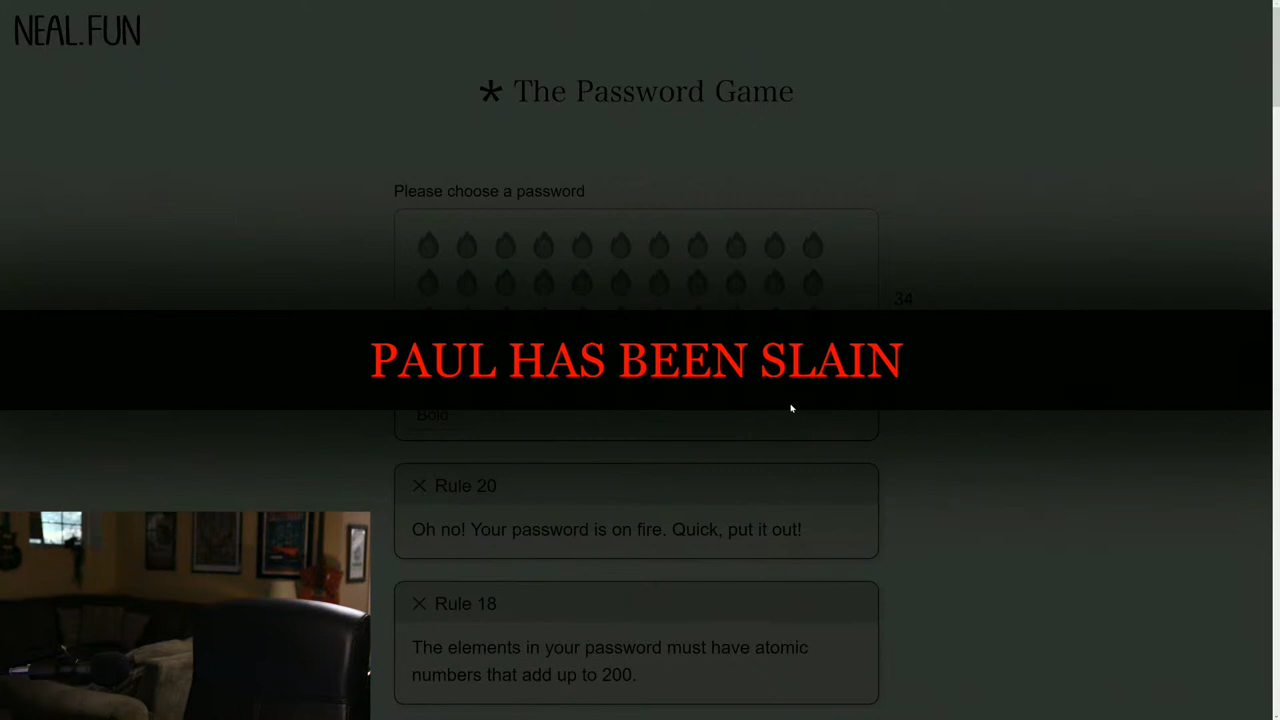 NEAL.FUN
* The Password Game
Please choose a password
34
PAUL HAS BEEN SLAIN
Bold
× Rule 20
Oh no! Your password is on fire. Quick, put it out!
× Rule 18
The elements in your password must have atomic
numbers that add up to 200.